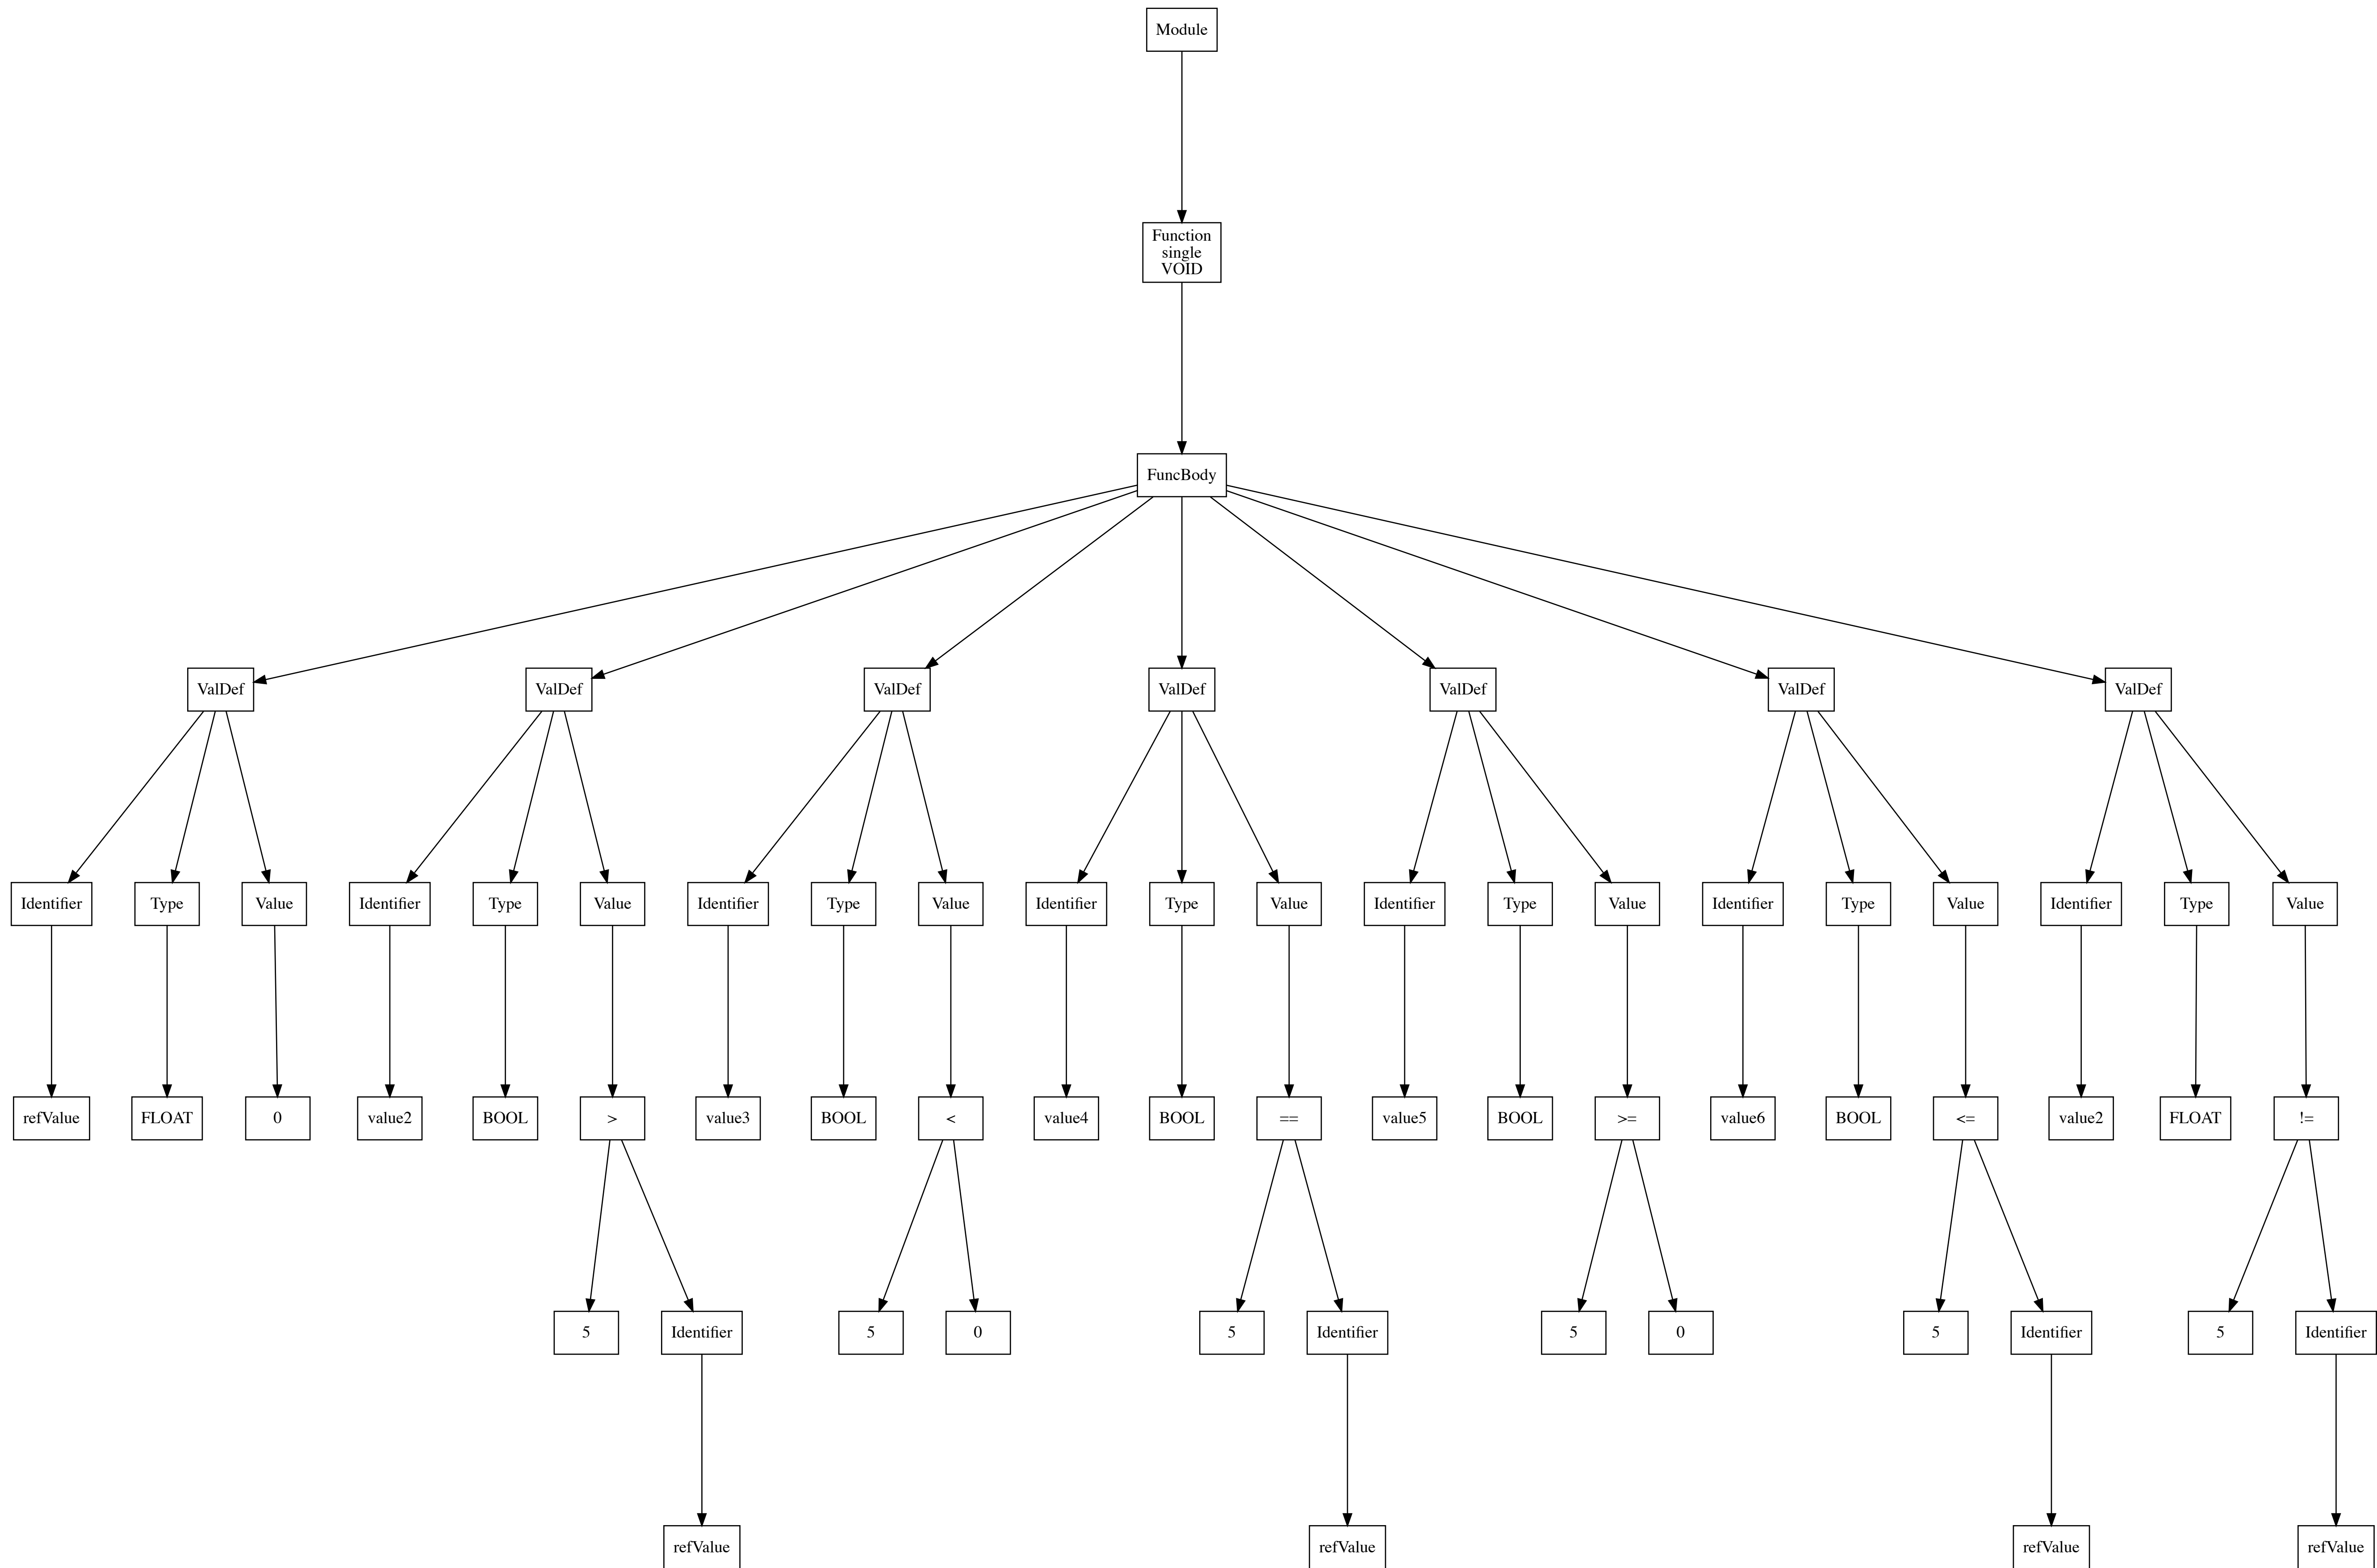 Module
Function
single
VOID
FuncBody
ValDef
ValDef
ValDef
ValDef
ValDef
ValDef
ValDef
Identifier
Type
Value
Identifier
Type
Value
Identifier
Type
Value
Identifier
Type
Value
Identifier
Type
Value
Identifier
Type
Value
Identifier
Type
Value
refValue
FLOAT
0
value2
BOOL
>
value3
BOOL
<
value4
BOOL
==
value5
BOOL
>=
value6
BOOL
<=
value2
FLOAT
!=
5
Identifier
5
0
5
Identifier
5
0
5
Identifier
5
Identifier
refValue
refValue
refValue
refValue